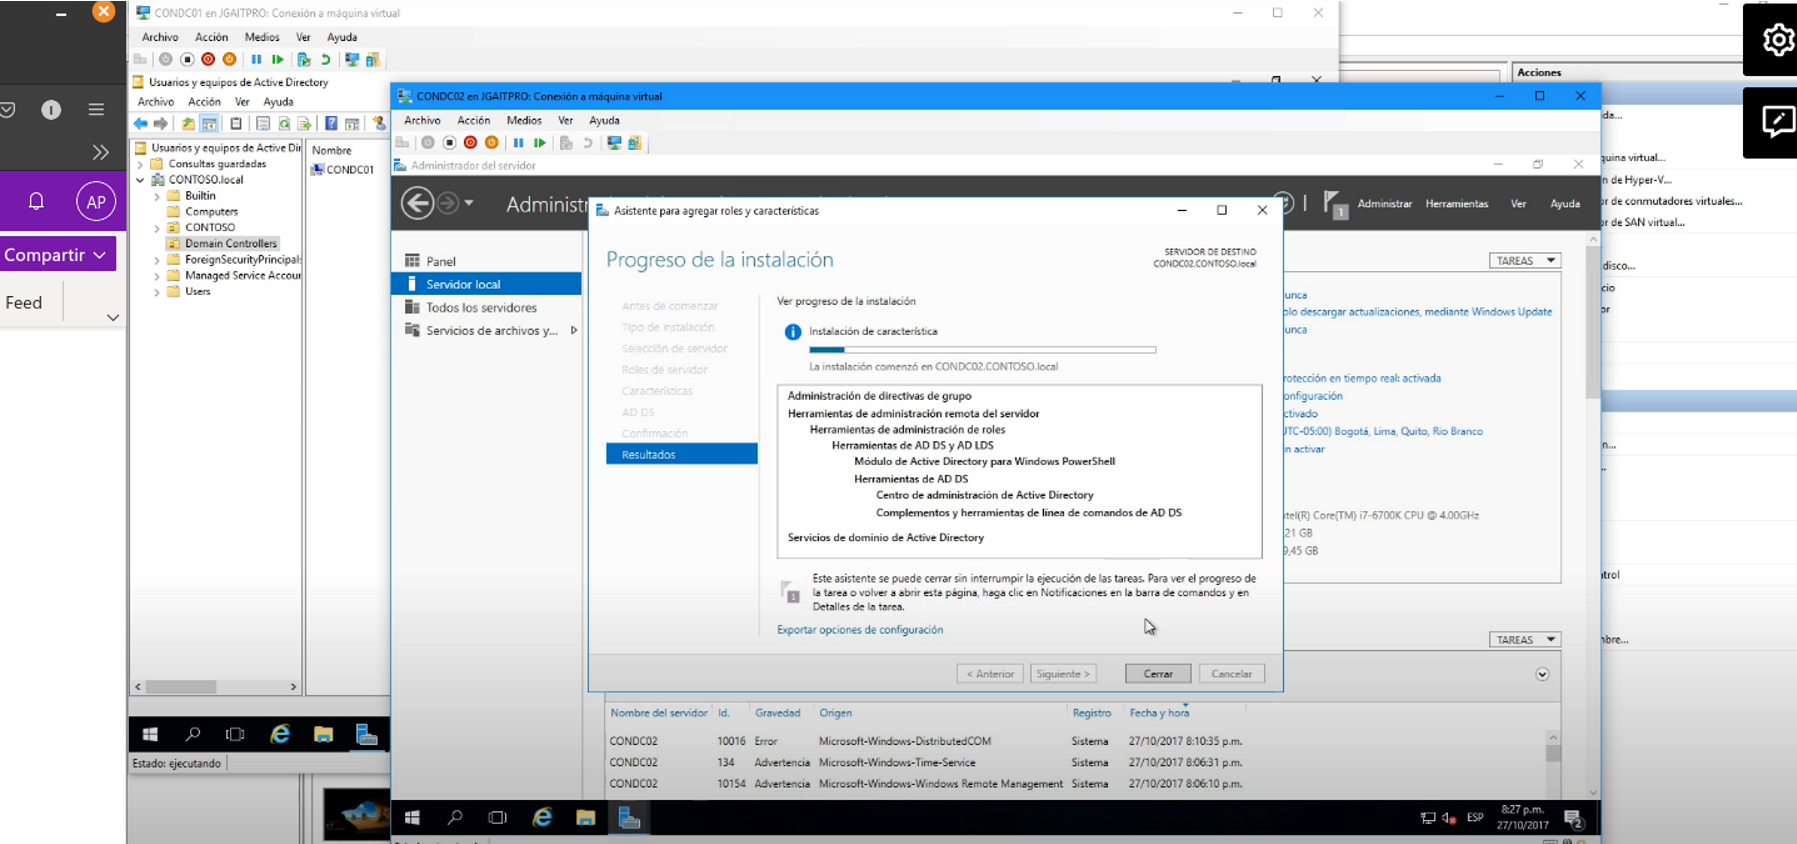 CONDC01 en JGAITPRO: Conexión a máquina virtual
Archivo Acción Medios Ver Ayuda
Usuarios y equipos de Active Directory
Archivo Acción Ver Ayuda
Usuarios y equipos de Active Dir
Consultas guardadas
CONTOSO.local
Builtin
Computers
CONTOSO
Domain Controllers
ForeignSecurityPrincipals
Managed Service Accour
Users
Nombre
CONDC01
Estado: ejecutando
AP
Compartir
Feed
CONDC02 en JGAITPRO: Conexión a máquina virtual
Archivo Acción Medios Ver Ayuda
Administrador del servidor
Administr
1
Administrar Herramientas Ver Ayuda
Panel
Servidor local
Todos los servidores
Servicios de archivos y...
Asistente para agregar roles y características
Progreso de la instalación
SERVIDOR DE DESTINO
CONDC02.CONTOSO.local
Antes de comenzar
Tipo de instalación
Selección de servidor
Roles de servidor
Características
AD DS
Confirmación
Resultados
Ver progreso de la instalación
Instalación de característica
La instalación comenzó en CONDC02.CONTOSO.local
Administración de directivas de grupo
Herramientas de administración remota del servidor
Herramientas de administración de roles
Herramientas de AD DS y AD LDS
Módulo de Active Directory para Windows PowerShell
Herramientas de AD DS
Centro de administración de Active Directory
Complementos y herramientas de línea de comandos de AD DS
Servicios de dominio de Active Directory
1
Este asistente se puede cerrar sin interrumpir la ejecución de las tareas. Para ver el progreso de
la tarea o volver a abrir esta página, haga clic en Notificaciones en la barra de comandos y en
Detalles de la tarea.
Exportar opciones de configuración
< Anterior Siguiente > Cerrar Cancelar
TAREAS
unca
olo descargar actualizaciones, mediante Windows Update
unca
rotección en tiempo real: activada
onfiguración
ctivado
UTC-05:00) Bogotá, Lima, Quito, Rio Branco
in activar
ntel(R) Core(TM) i7-6700K CPU @ 4.00GHz
21 GB
9,45 GB
TAREAS
Nombre del servidor Id. Gravedad Origen Registro Fecha y hora
CONDC02 10016 Error Microsoft-Windows-DistributedCOM Sistema 27/10/2017 8:10:35 p.m.
CONDC02 134 Advertencia Microsoft-Windows-Time-Service Sistema 27/10/2017 8:06:31 p.m.
CONDC02 10154 Advertencia Microsoft-Windows-Windows Remote Management Sistema 27/10/2017 8:06:10 p.m.
ESP
8:27 p.m.
27/10/2017
2
Acciones
da...
quina virtual...
n de Hyper-V...
or de conmutadores virtuales...
or de SAN virtual...
disco...
cio
or
n...
trol
mbre...